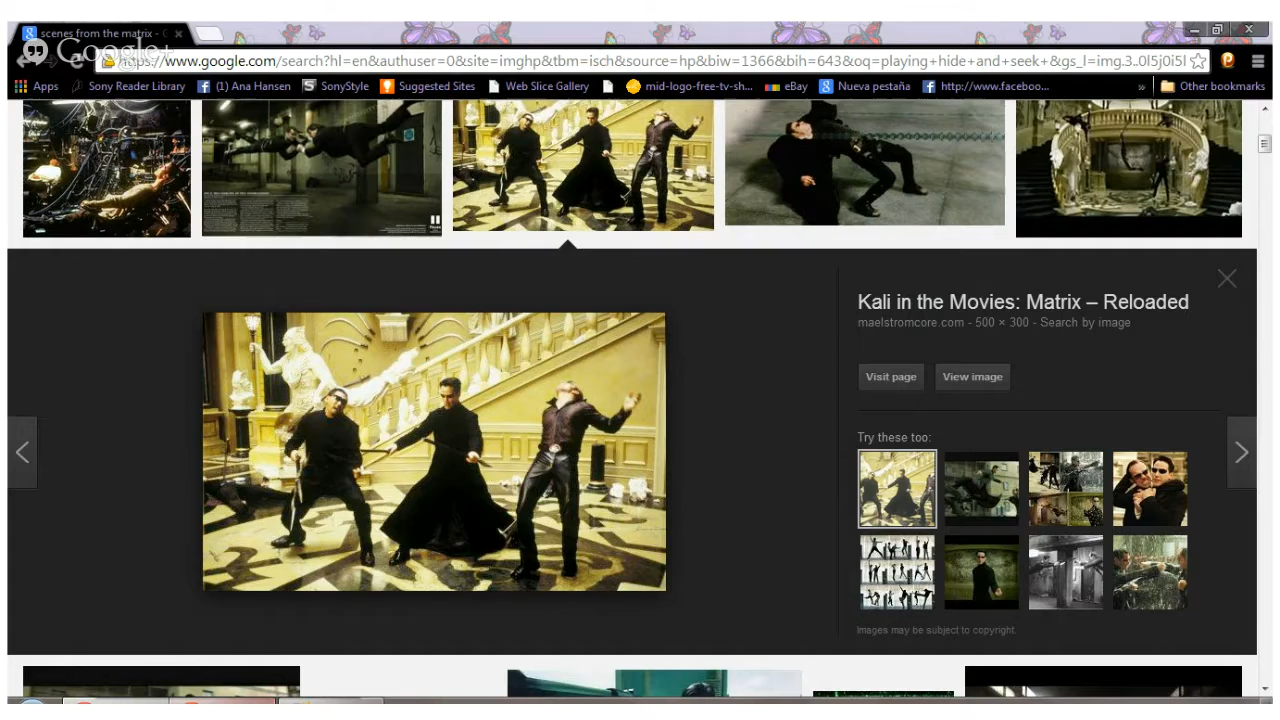 scenes from the matrix - G
Google+
https://www.google.com/search?hl=en&authuser=0&site=imghp&tbm=isch&source=hp&biw=1366&bih=643&oq=playing+hide+and+seek+&gs_l=img.3..0l5j0i5l
Apps Sony Reader Library (1) Ana Hansen SonyStyle Suggested Sites Web Slice Gallery mid-logo-free-tv-sh... eBay Nueva pestaña http://www.faceboo... » Other bookmarks
Kali in the Movies: Matrix – Reloaded
maelstromcore.com - 500 × 300 - Search by image
Visit page View image
Try these too:
Images may be subject to copyright.